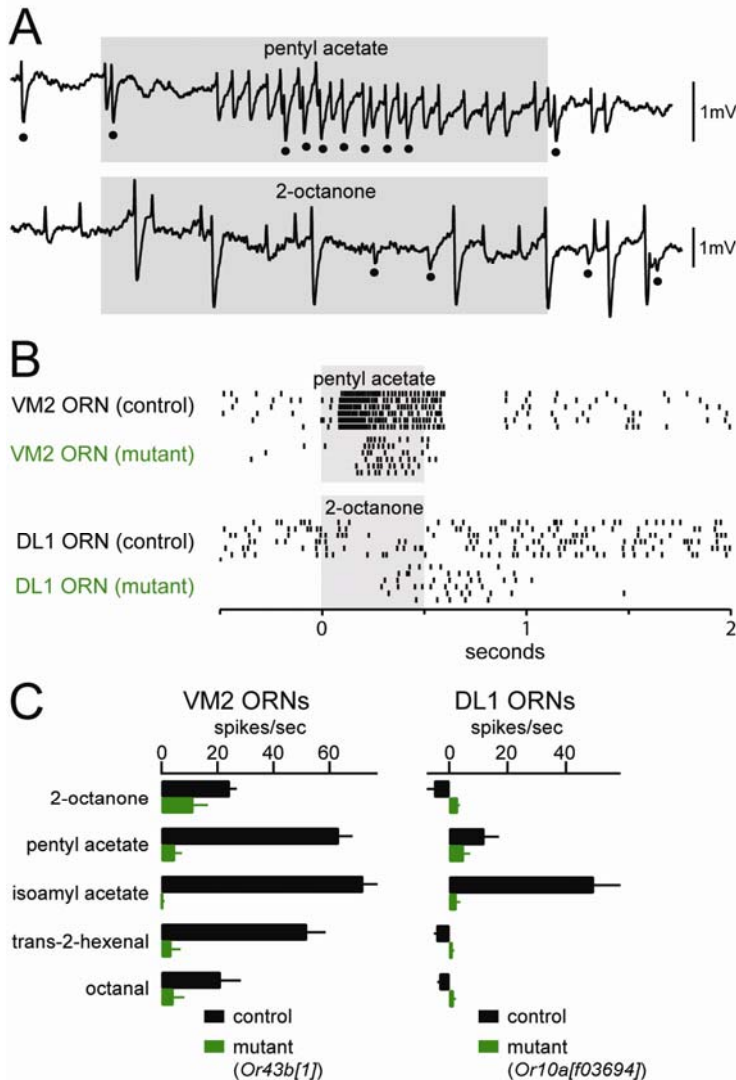 A
pentyl acetate
1mV
2-octanone
1mV
B
pentyl acetate
VM2 ORN (control)
VM2 ORN (mutant)
2-octanone
DL1 ORN (control)
DL1 ORN (mutant)
0 1 2
seconds
C
VM2 ORNs DL1 ORNs
spikes/sec spikes/sec
0 20 40 60 0 20 40
2-octanone
pentyl acetate
isoamyl acetate
trans-2-hexenal
octanal
control control
mutant mutant
(Or43b[1]) (Or10a[f03694])